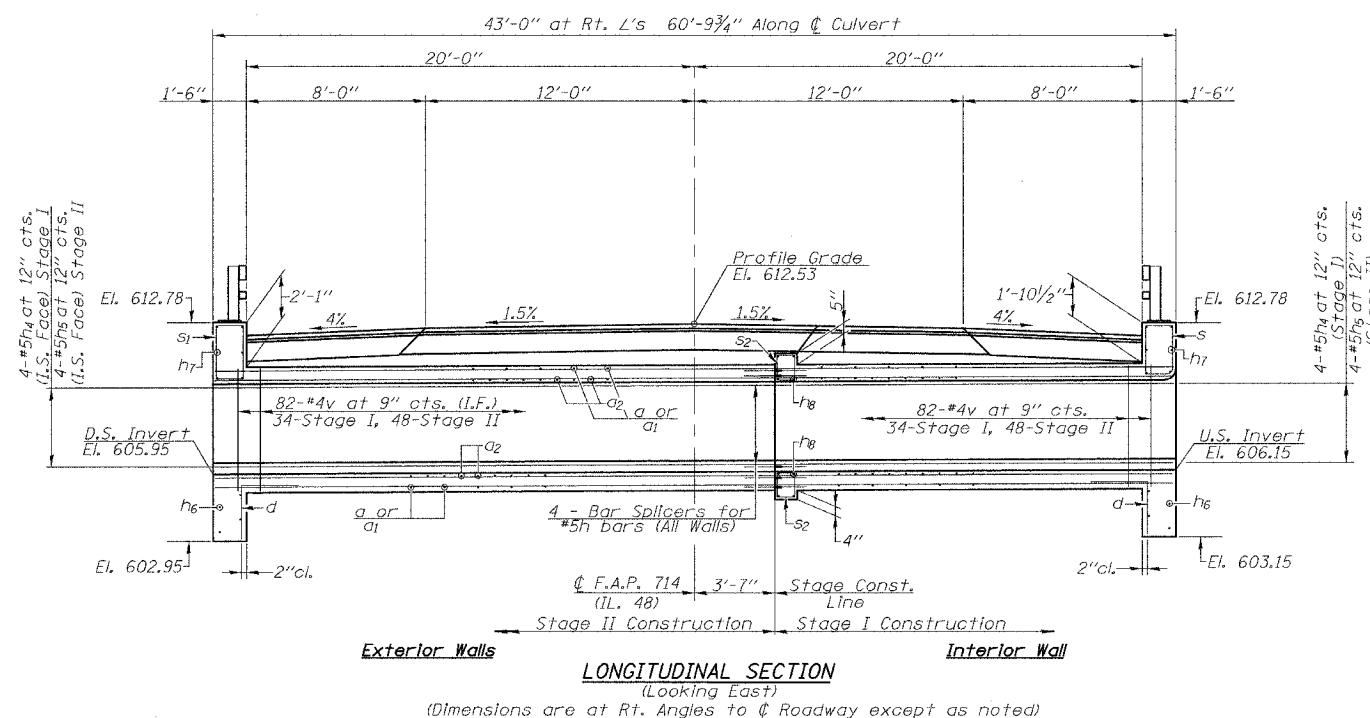 43'-0" at Rt. ∠'s 60'-9¾" Along ℄ Culvert
20'-0" 20'-0"
1'-6" 8'-0" 12'-0" 12'-0" 8'-0" 1'-6"
4-#5h4 at 12" cts.
(I.S. Face) Stage I
4-#5h5 at 12" cts.
(I.S. Face) Stage II
4-#5h4 at 12" cts.
(Stage I)
4-#5h5 at 12" cts.
Profile Grade
El. 612.53
El. 612.78
2'-1"
4%
1.5%
1.5%
5"
4%
1'-10½"
El. 612.78
s1
s2
s
h7
h7
a2
a or
a1
h8
82-#4v at 9" cts. (I.F.)
34-Stage I, 48-Stage II
82-#4v at 9" cts.
34-Stage I, 48-Stage II
D.S. Invert
El. 605.95
a2
h8
U.S. Invert
El. 606.15
h6
d
a or
a1
4 - Bar Splicers for
#5h bars (All Walls)
s2
4"
d
h6
El. 602.95
2"cl.
2"cl.
El. 603.15
℄ F.A.P. 714
(IL. 48)
3'-7"
Stage Const.
Line
Stage II Construction
Stage I Construction
Exterior Walls
Interior Wall
LONGITUDINAL SECTION
(Looking East)
(Dimensions are at Rt. Angles to ℄ Roadway except as noted)